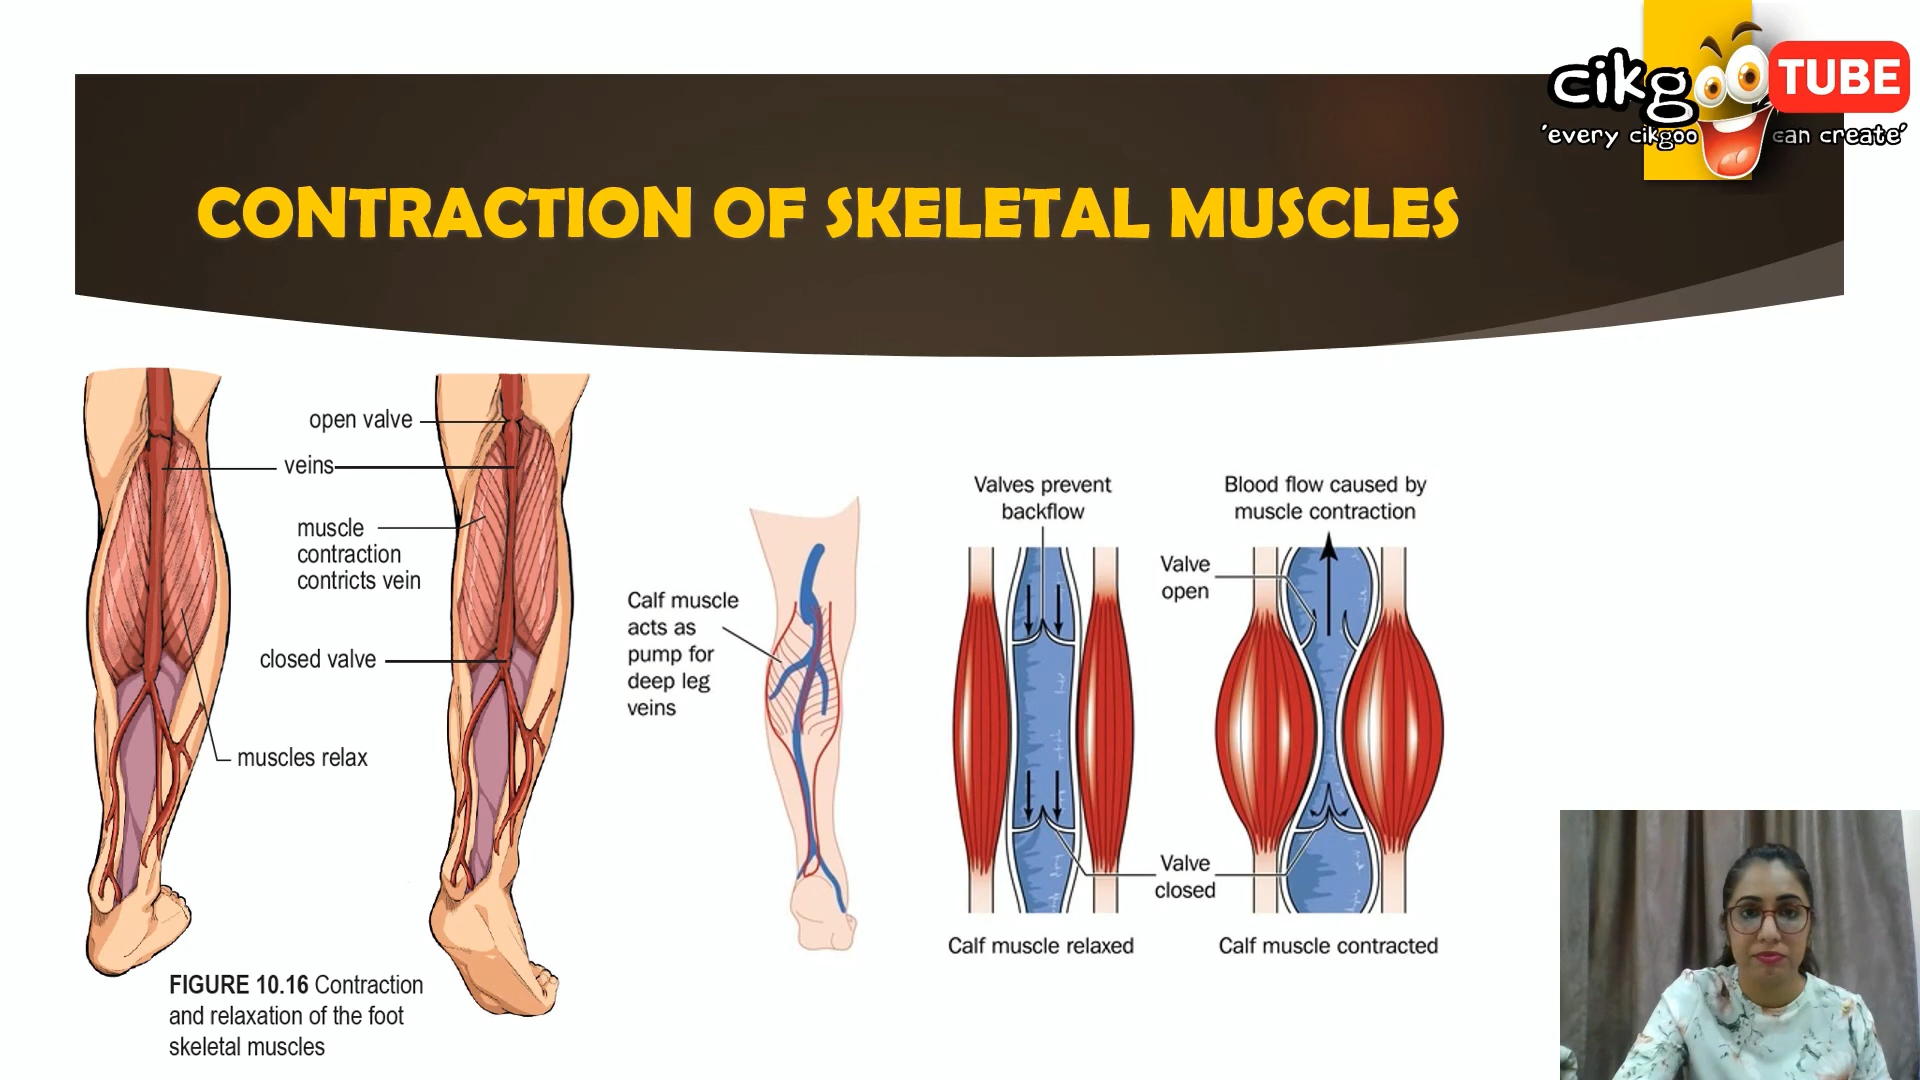 cikgoo TUBE
'every cikgoo can create'
CONTRACTION OF SKELETAL MUSCLES
open valve
veins
muscle
contraction
contricts vein
closed valve
muscles relax
FIGURE 10.16 Contraction
and relaxation of the foot
skeletal muscles
Calf muscle
acts as
pump for
deep leg
veins
Valves prevent
backflow
Blood flow caused by
muscle contraction
Valve
open
Valve
closed
Calf muscle relaxed
Calf muscle contracted